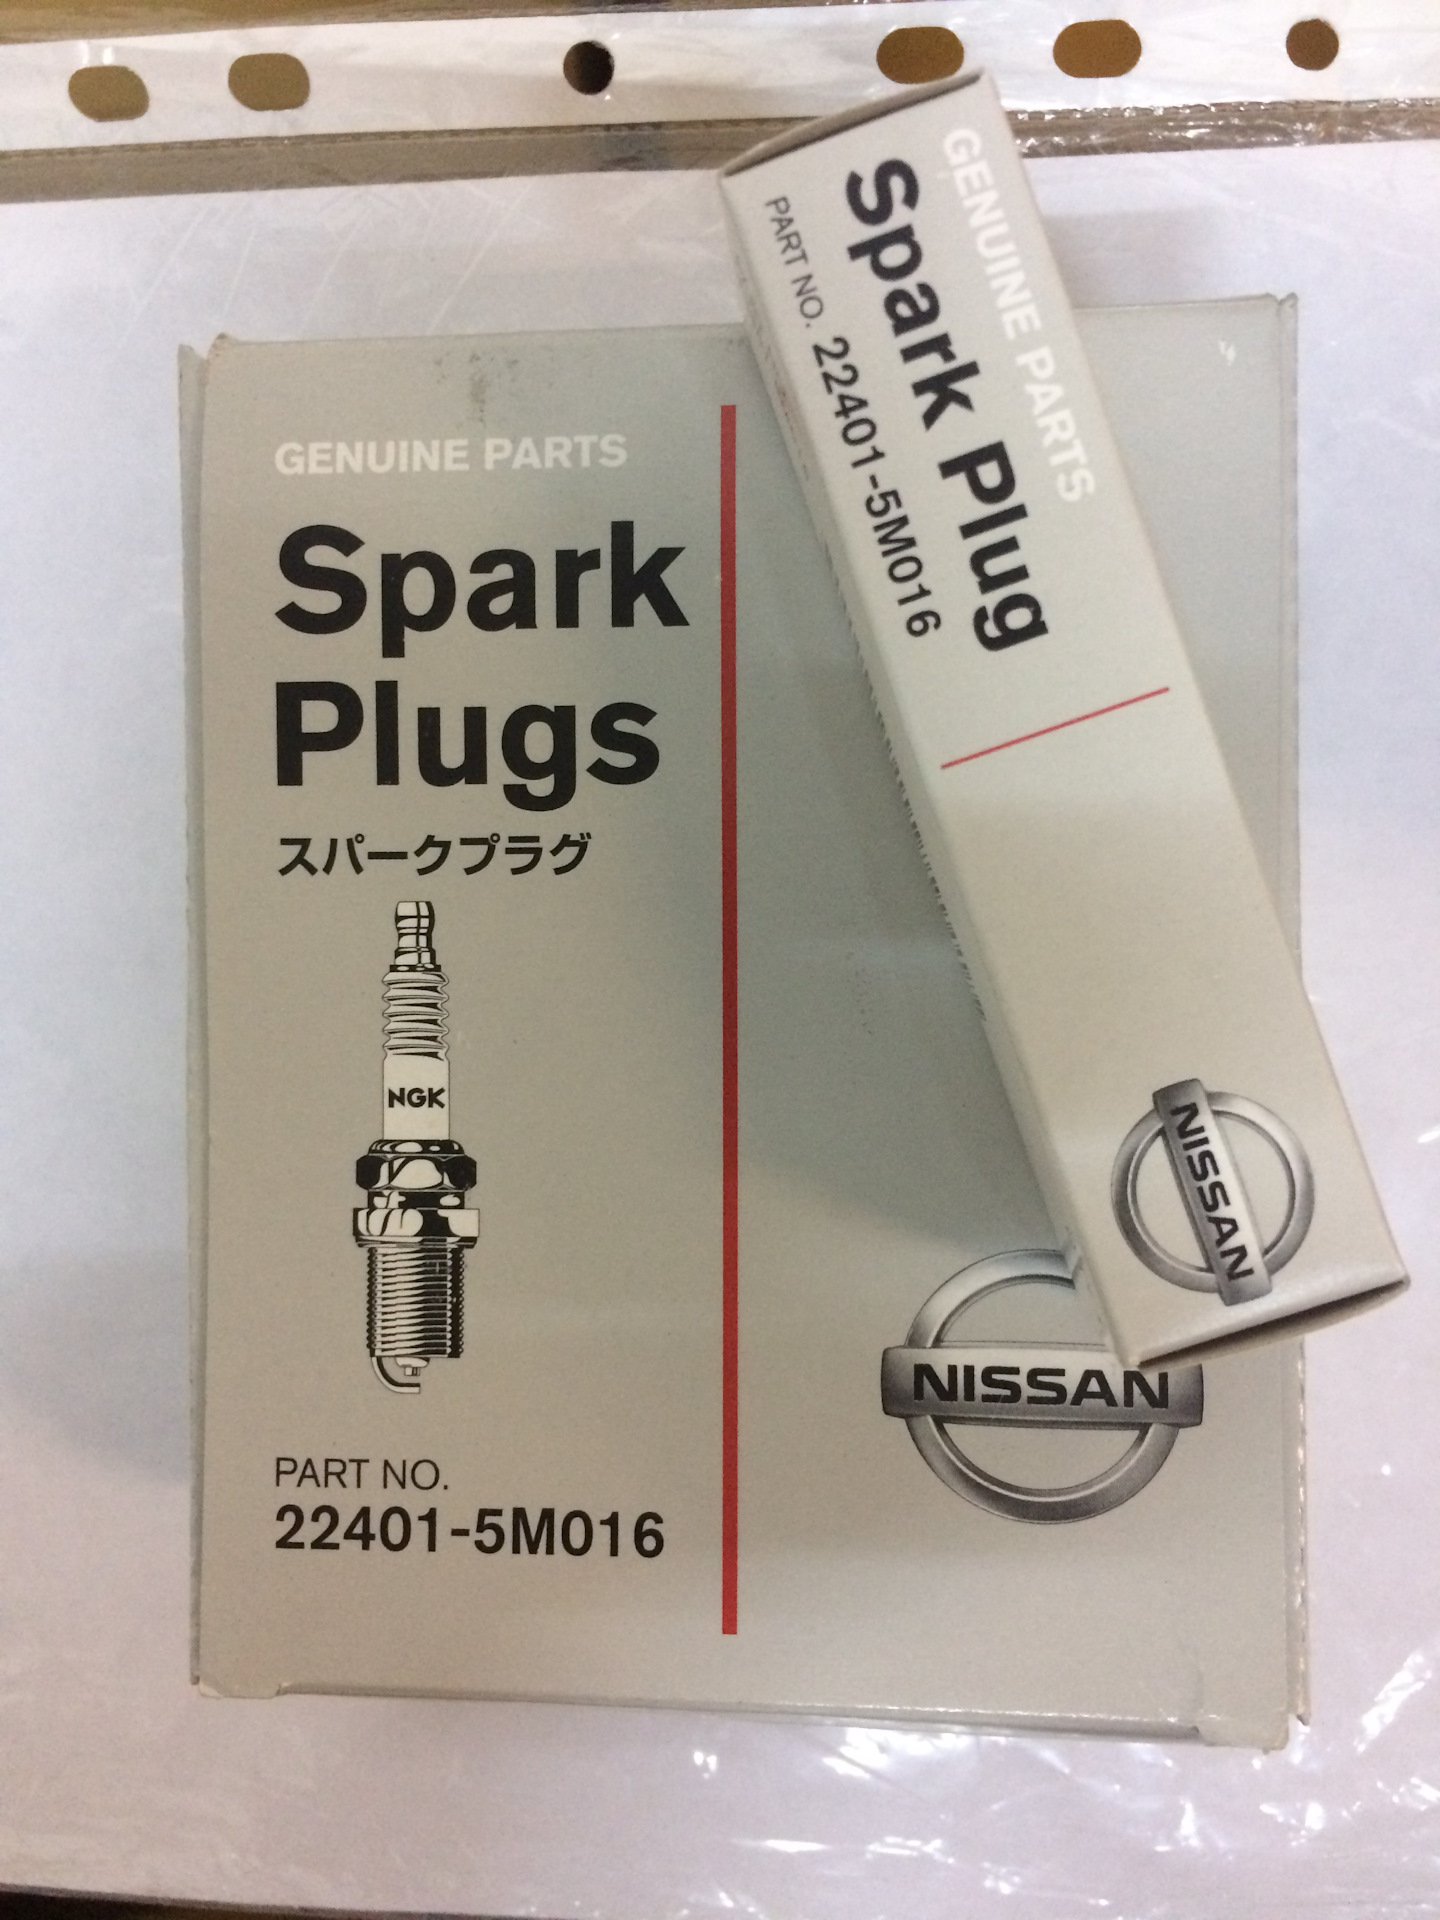 GENUINE PARTS
Spark
Plugs
スパークプラグ
NGK
PART NO.
22401-5M016
NISSAN
GENUINE PARTS
Spark Plug
PART NO. 22401-5M016
NISSAN